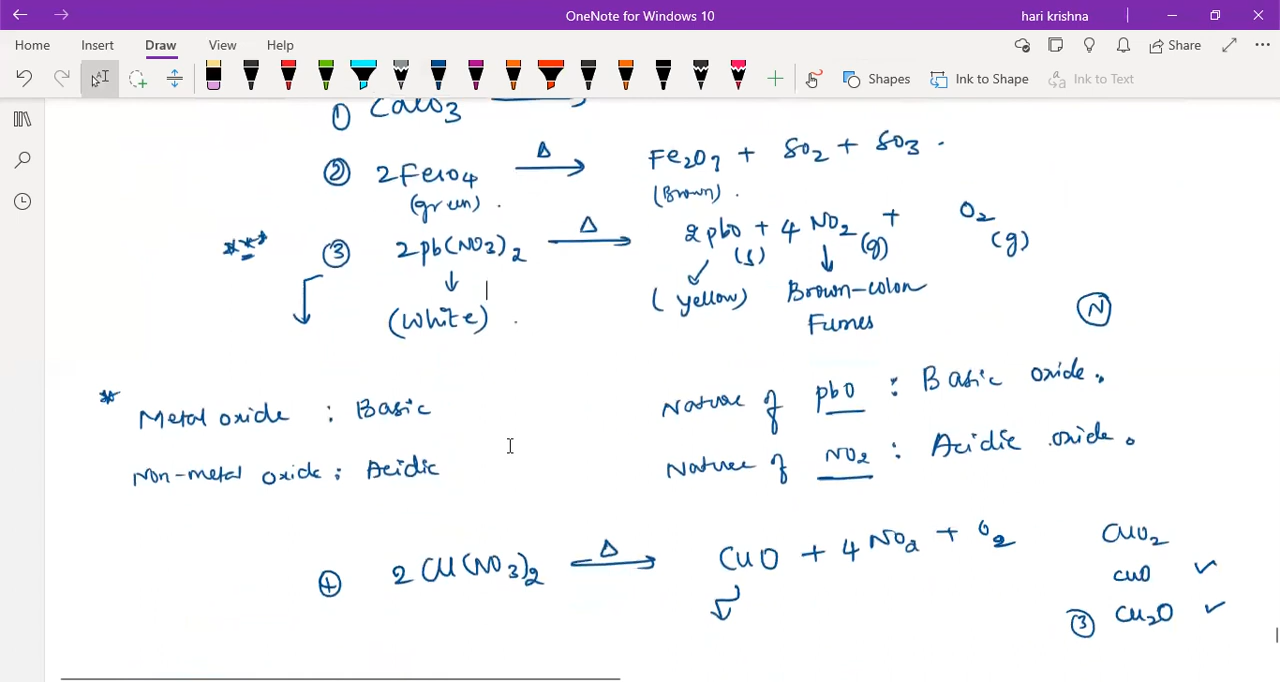 OneNote for Windows 10
hari krishna
Home Insert Draw View Help
Share
Shapes Ink to Shape Ink to Text
① CaCO3
② 2FeSO4 —Δ→ Fe2O3 + SO2 + SO3 .
(green) . (Brown) .
*** ③ 2pb(NO3)2 —Δ→ 2pbO + 4NO2 + O2
(s) (g) (g)
↓ (White) . (yellow) Brown-colon Fumes
N
* Metal oxide : Basic
Non-metal oxide : Acidic
Nature of pbO : Basic oxide.
Nature of NO2 : Acidic oxide.
④ 2Cu(NO3)2 —Δ→ CuO + 4NO2 + O2
CuO2
CuO ✓
③ Cu2O ✓